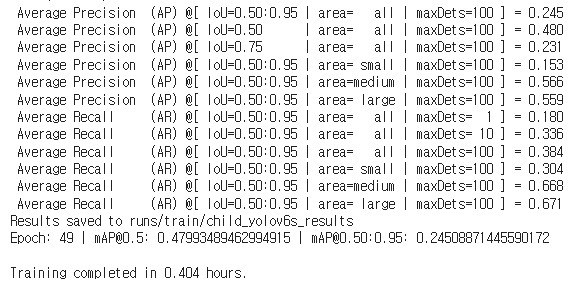 Average Precision  (AP) @[ IoU=0.50:0.95 | area=   all | maxDets=100 ] = 0.245
Average Precision  (AP) @[ IoU=0.50      | area=   all | maxDets=100 ] = 0.480
Average Precision  (AP) @[ IoU=0.75      | area=   all | maxDets=100 ] = 0.231
Average Precision  (AP) @[ IoU=0.50:0.95 | area= small | maxDets=100 ] = 0.153
Average Precision  (AP) @[ IoU=0.50:0.95 | area=medium | maxDets=100 ] = 0.566
Average Precision  (AP) @[ IoU=0.50:0.95 | area= large | maxDets=100 ] = 0.559
Average Recall     (AR) @[ IoU=0.50:0.95 | area=   all | maxDets=  1 ] = 0.180
Average Recall     (AR) @[ IoU=0.50:0.95 | area=   all | maxDets= 10 ] = 0.336
Average Recall     (AR) @[ IoU=0.50:0.95 | area=   all | maxDets=100 ] = 0.384
Average Recall     (AR) @[ IoU=0.50:0.95 | area= small | maxDets=100 ] = 0.304
Average Recall     (AR) @[ IoU=0.50:0.95 | area=medium | maxDets=100 ] = 0.668
Average Recall     (AR) @[ IoU=0.50:0.95 | area= large | maxDets=100 ] = 0.671
Results saved to runs/train/child_yolov6s_results
Epoch: 49 | mAP@0.5: 0.47993489462994915 | mAP@0.50:0.95: 0.24508871445590172
Training completed in 0.404 hours.